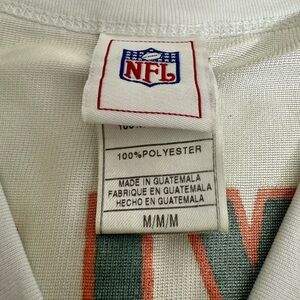 NFL
100%POLYESTER
MADE IN GUATEMALA
FABRIQUE EN GUATEMALA
HECHO EN GUATEMALA
M/M/M